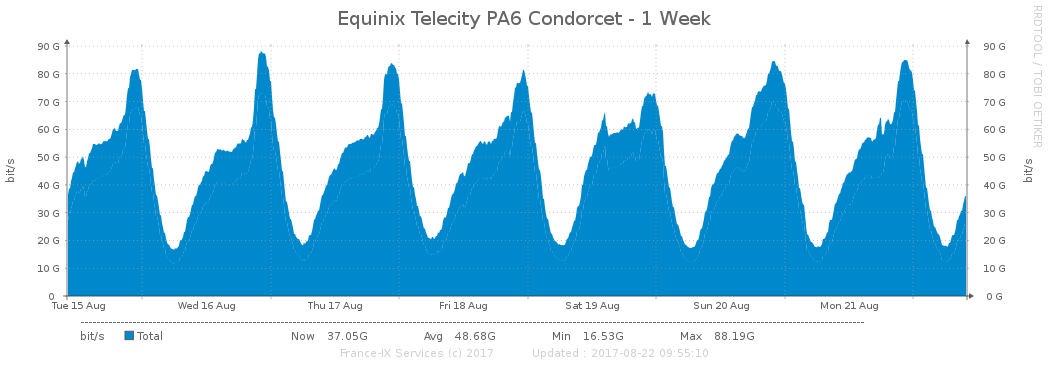 Equinix Telecity PA6 Condorcet - 1 Week
RRDTOOL / TOBI OETIKER
90 G 90 G
80 G 80 G
70 G 70 G
60 G 60 G
50 G 50 G
40 G 40 G
30 G 30 G
20 G 20 G
10 G 10 G
0 0 G
bit/s bit/s
Tue 15 Aug Wed 16 Aug Thu 17 Aug Fri 18 Aug Sat 19 Aug Sun 20 Aug Mon 21 Aug
bit/s Total Now 37.05G Avg 48.68G Min 16.53G Max 88.19G
France-IX Services (c) 2017 Updated : 2017-08-22 09:55:10